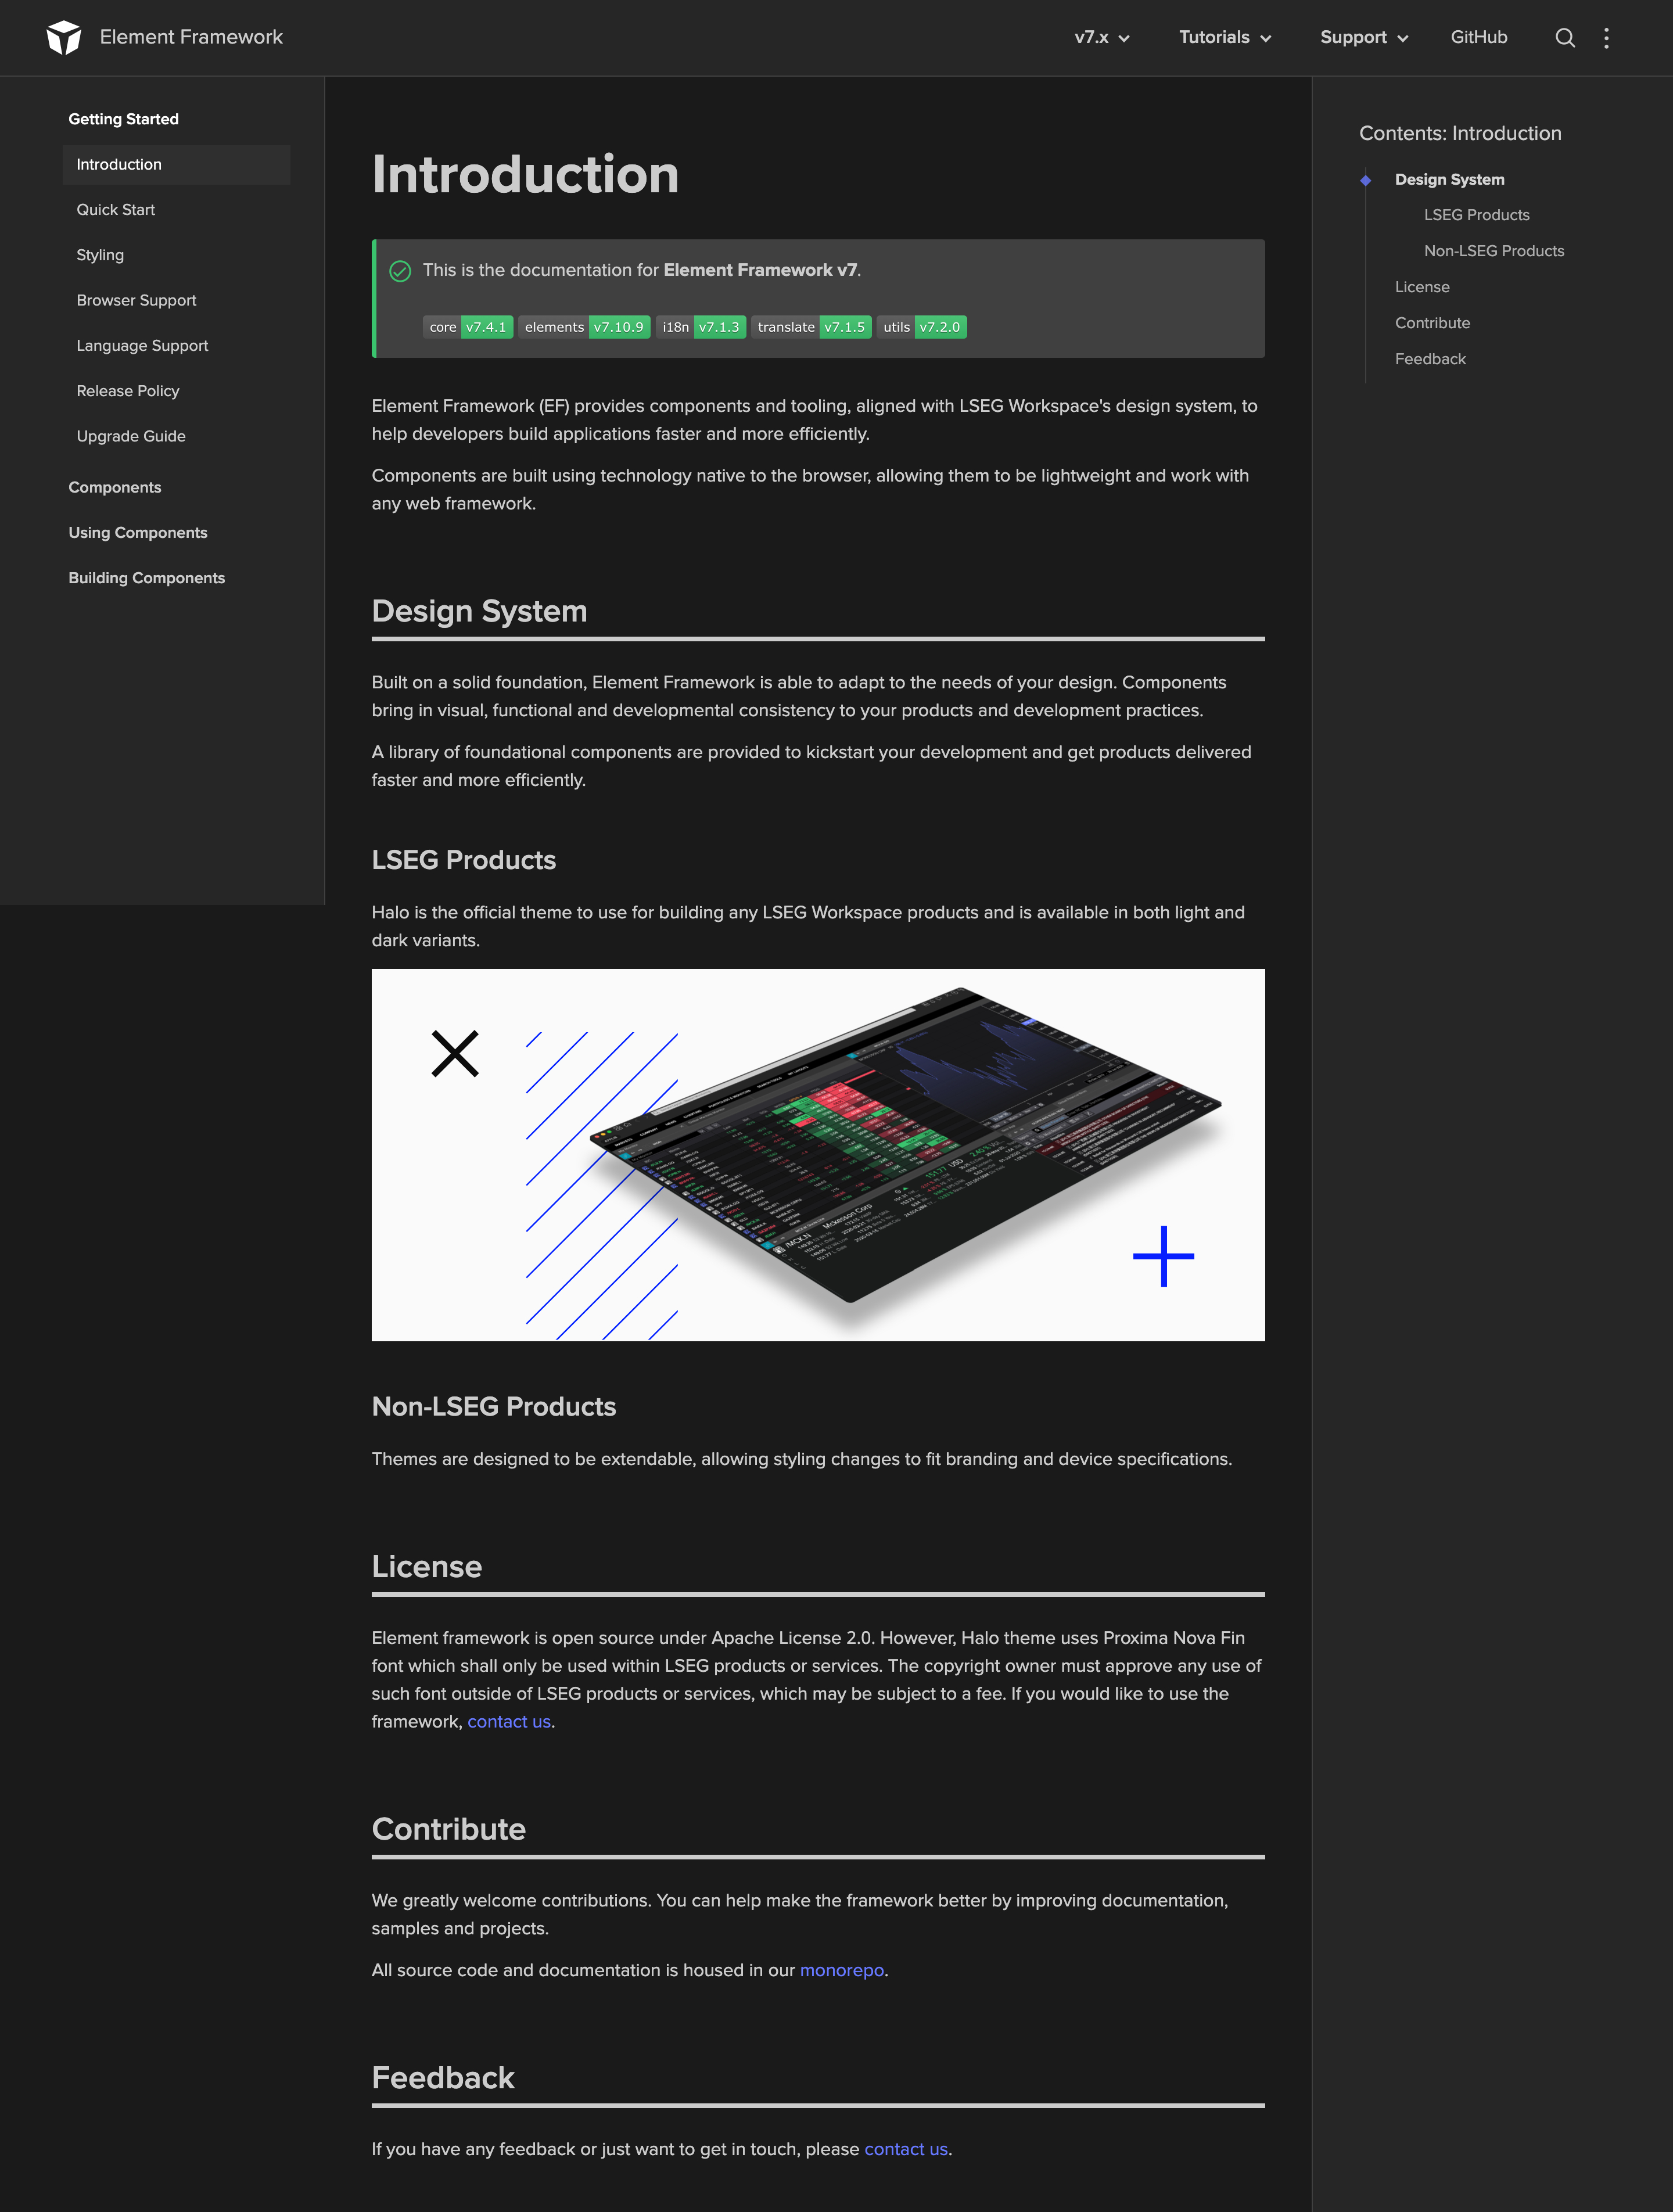 Element Framework
v7.x
Tutorials
Support
GitHub
Getting Started
Introduction
Quick Start
Styling
Browser Support
Language Support
Release Policy
Upgrade Guide
Components
Using Components
Building Components
Introduction
This is the documentation for Element Framework v7.
core v7.4.1 elements v7.10.9 i18n v7.1.3 translate v7.1.5 utils v7.2.0
Element Framework (EF) provides components and tooling, aligned with LSEG Workspace's design system, to
help developers build applications faster and more efficiently.
Components are built using technology native to the browser, allowing them to be lightweight and work with
any web framework.
Design System
Built on a solid foundation, Element Framework is able to adapt to the needs of your design. Components
bring in visual, functional and developmental consistency to your products and development practices.
A library of foundational components are provided to kickstart your development and get products delivered
faster and more efficiently.
LSEG Products
Halo is the official theme to use for building any LSEG Workspace products and is available in both light and
dark variants.
151.77 USD
/MCK.N Mckesson Corp
Non-LSEG Products
Themes are designed to be extendable, allowing styling changes to fit branding and device specifications.
License
Element framework is open source under Apache License 2.0. However, Halo theme uses Proxima Nova Fin
font which shall only be used within LSEG products or services. The copyright owner must approve any use of
such font outside of LSEG products or services, which may be subject to a fee. If you would like to use the
framework, contact us.
Contribute
We greatly welcome contributions. You can help make the framework better by improving documentation,
samples and projects.
All source code and documentation is housed in our monorepo.
Feedback
If you have any feedback or just want to get in touch, please contact us.
Contents: Introduction
Design System
LSEG Products
Non-LSEG Products
License
Contribute
Feedback